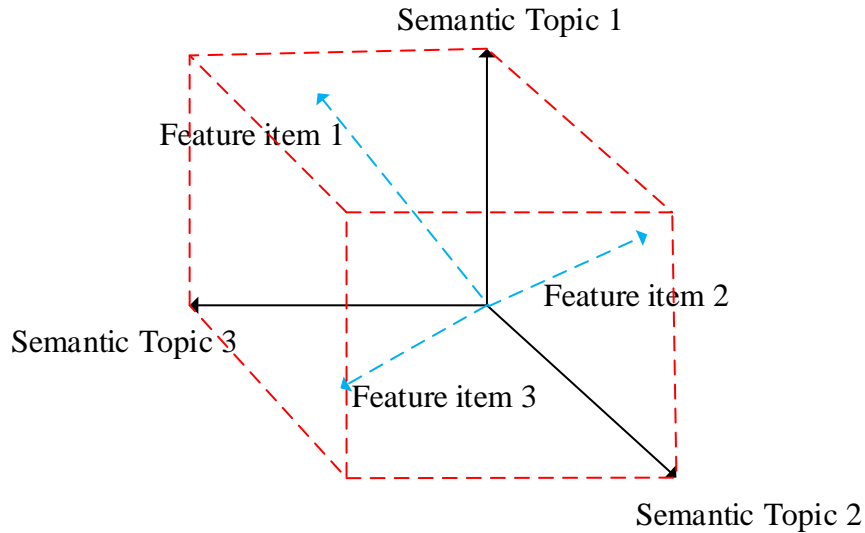 Semantic Topic 1
Feature item 1
Feature item 2
Semantic Topic 3
Feature item 3
Semantic Topic 2